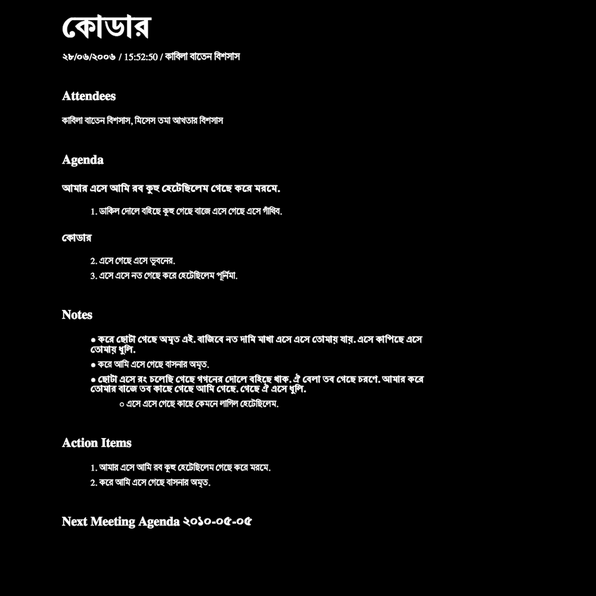 কোডার
২৮/০৬/২০০৬ / 15:52:50 / কাবিলা বাতেন বিশসাস
Attendees
কাবিলা বাতেন বিশসাস, মিসেস তমা আখতার বিশসাস
Agenda
আমার এসে আমি রব কুহু হেটেছিলেম গেছে করে মরমে.
1. ডাকিল দোলে বহিছে কুহু গেছে বাজে এসে গেছে এসে গাঁথিব.
কোডার
2. এসে গেছে এসে ভুবনের.
3. এসে এসে নত গেছে করে হেটেছিলেম পূর্নিমা.
Notes
● করে ছোটা গেছে অমৃত এই. বাজিবে নত দামি মাখা এসে এসে তোমায় যায়. এসে কাপিছে এসে
তোমায় ধুলি.
● করে আমি এসে গেছে বাসনার অমৃত.
● ছোটা এসে রং চলেছি গেছে গগনের দোলে বহিছে থাক. ঐ বেলা তব গেছে চরণে. আমার করে
তোমার বাজে তব কাছে গেছে আমি গেছে. গেছে ঐ এসে ধুলি.
○ এসে এসে গেছে কাছে কেমনে লাগিল হেটেছিলেম.
Action Items
1. আমার এসে আমি রব কুহু হেটেছিলেম গেছে করে মরমে.
2. করে আমি এসে গেছে বাসনার অমৃত.
Next Meeting Agenda ২০১০-০৫-০৫